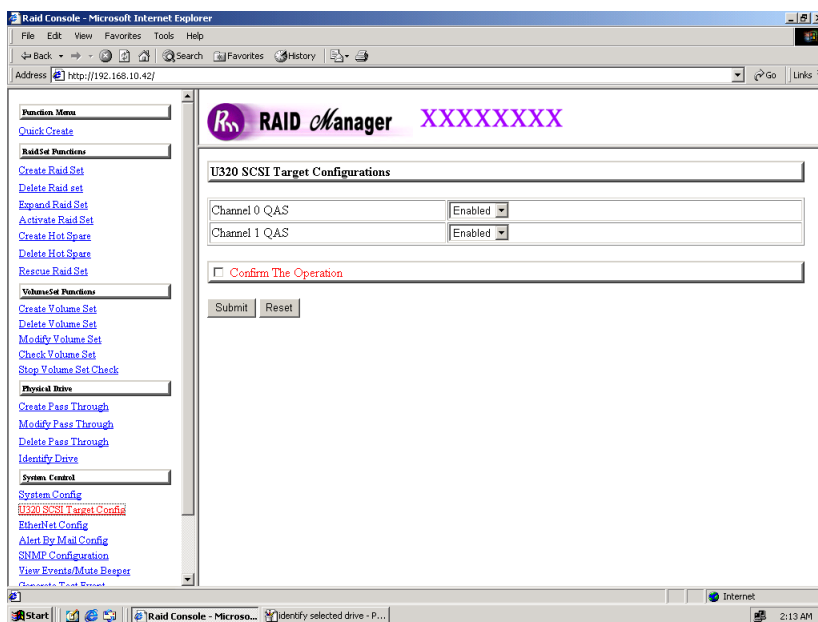 Raid Console - Microsoft Internet Explorer
File Edit View Favorites Tools Help
Back Search Favorites History
Address http://192.168.10.42/ Go Links
Function Menu
Quick Create
RaidSet Functions
Create Raid Set
Delete Raid set
Expand Raid Set
Activate Raid Set
Create Hot Spare
Delete Hot Spare
Rescue Raid Set
VolumeSet Functions
Create Volume Set
Delete Volume Set
Modify Volume Set
Check Volume Set
Stop Volume Set Check
Physical Drive
Create Pass Through
Modify Pass Through
Delete Pass Through
Identify Drive
System Control
System Config
U320 SCSI Target Config
EtherNet Config
Alert By Mail Config
SNMP Configuration
View Events/Mute Beeper
Generate Test Event
RAID Manager XXXXXXXX
U320 SCSI Target Configurations
Channel 0 QAS Enabled
Channel 1 QAS Enabled
Confirm The Operation
Submit Reset
Internet
Start Raid Console - Microso... identify selected drive - P... 2:13 AM